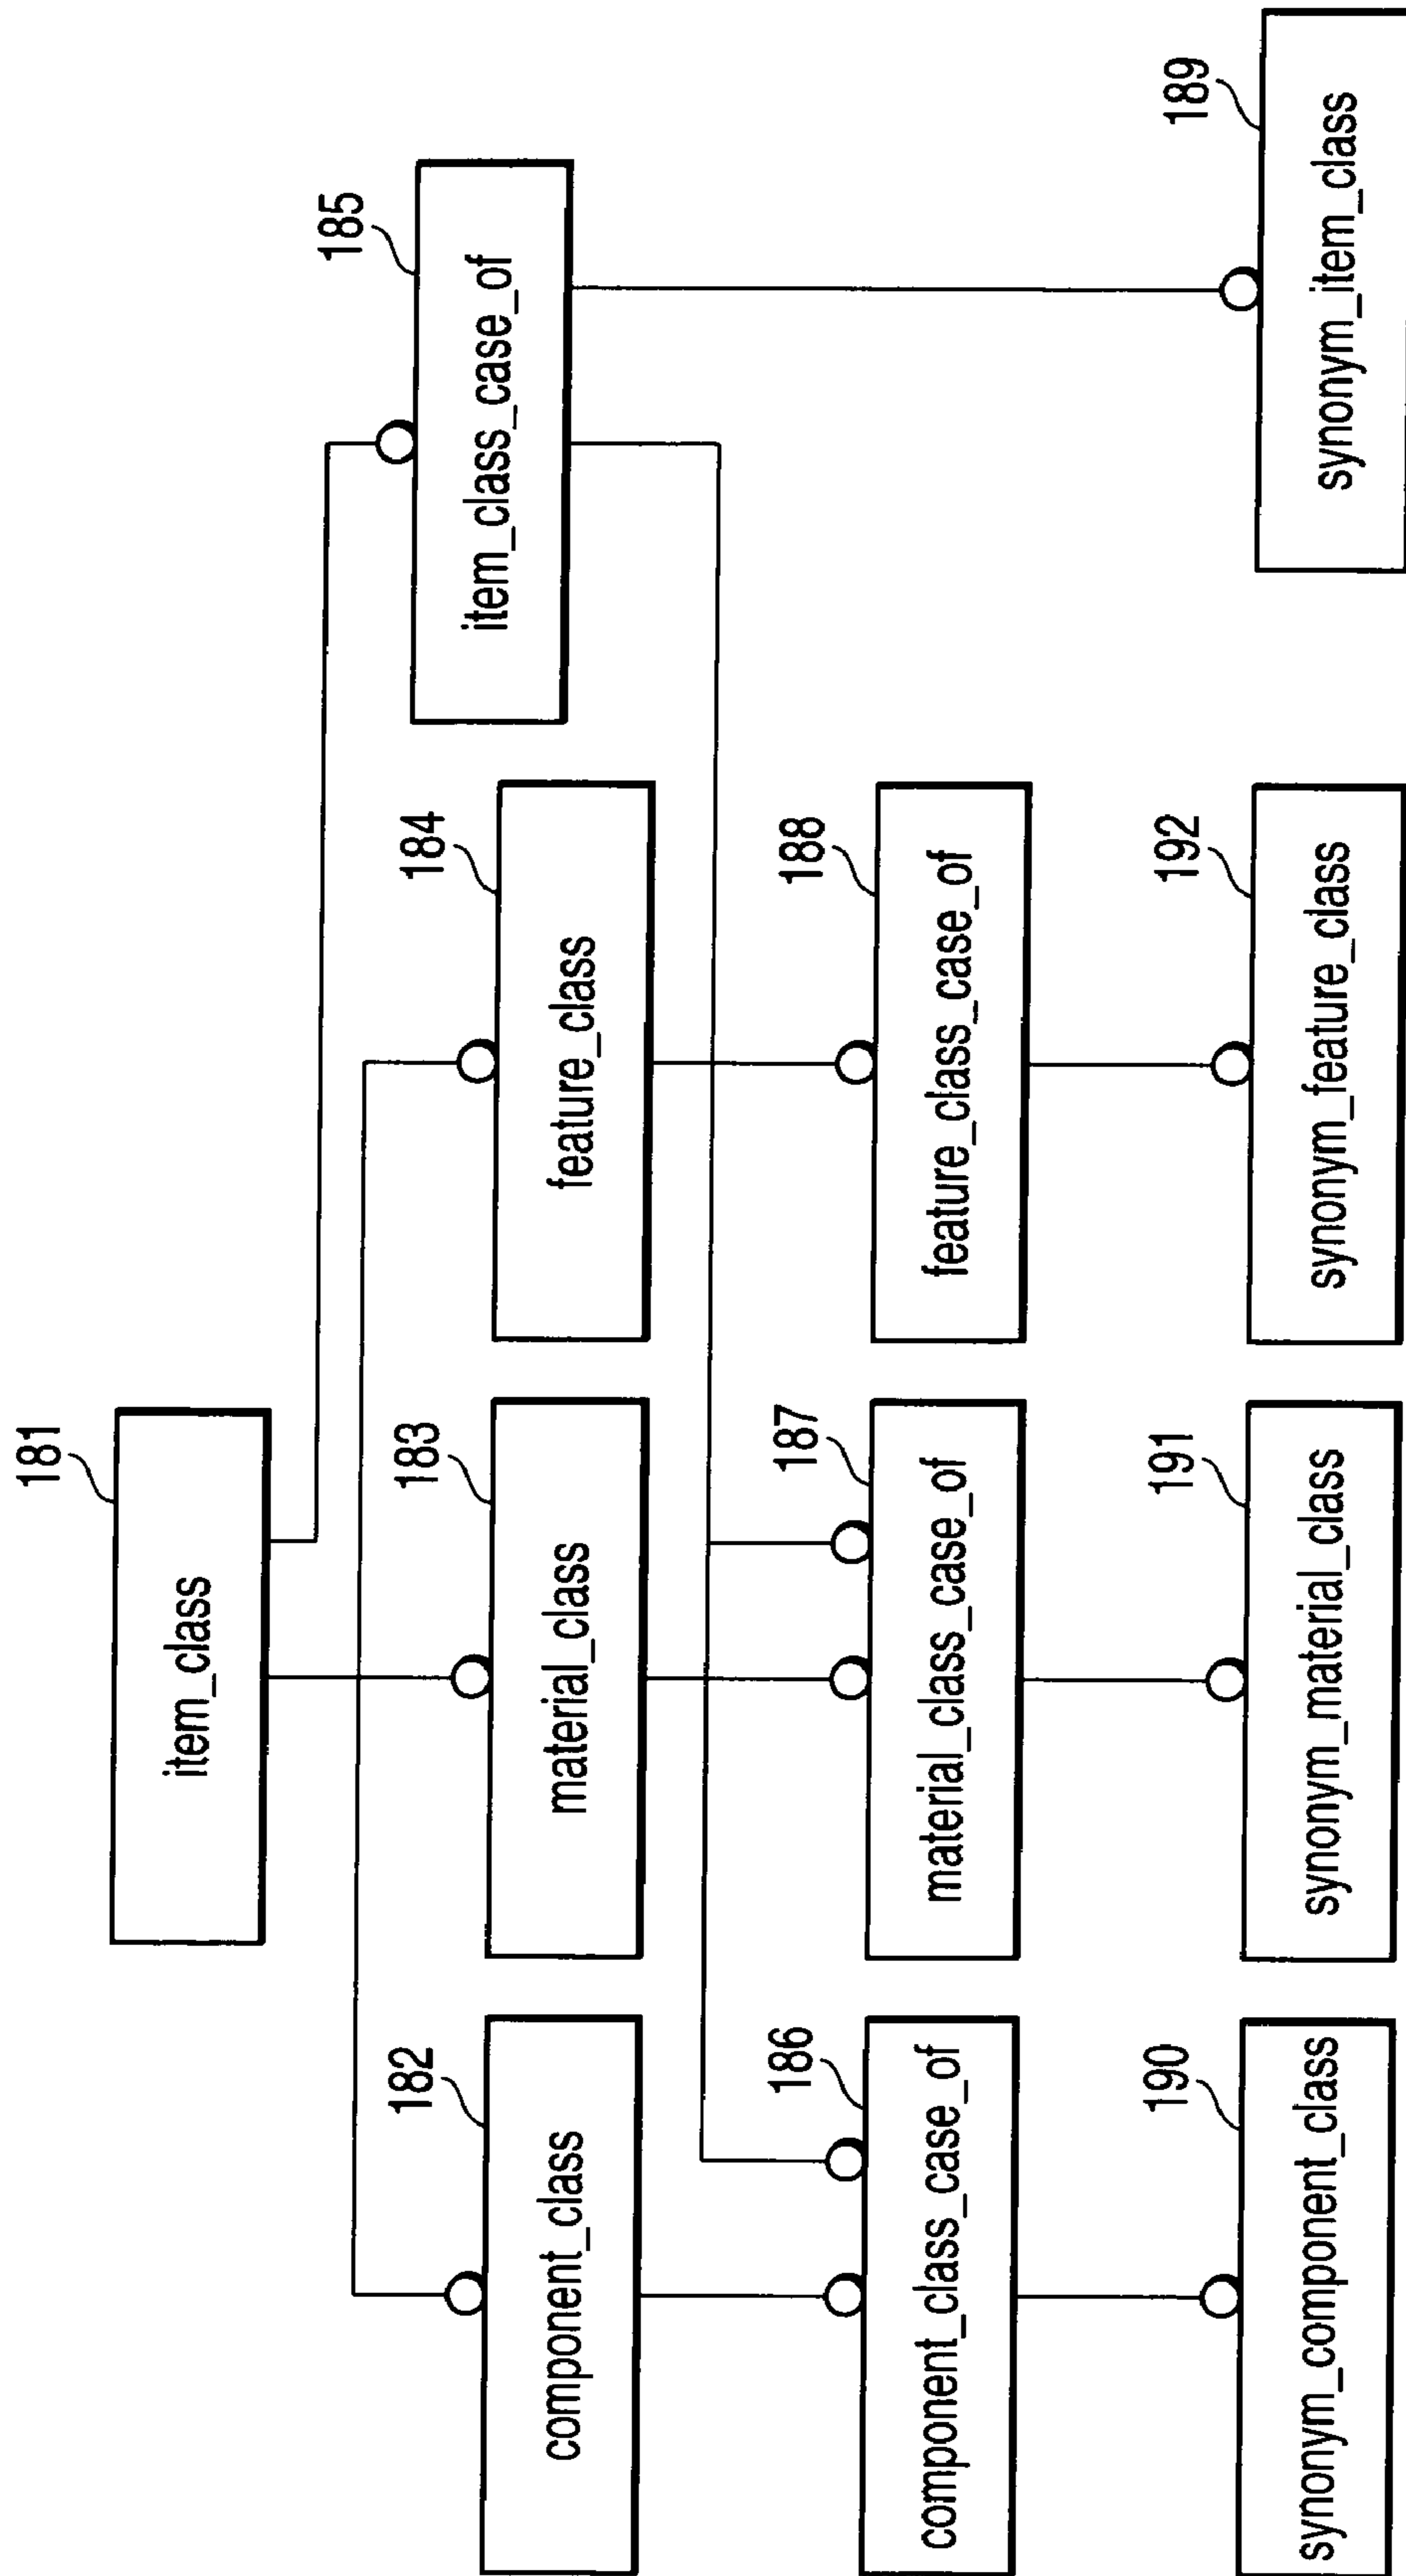 181
item_class
182
component_class
183
material_class
184
feature_class
185
item_class_case_of
186
component_class_case_of
187
material_class_case_of
188
feature_class_case_of
190
synonym_component_class
191
synonym_material_class
192
synonym_feature_class
189
synonym_item_class